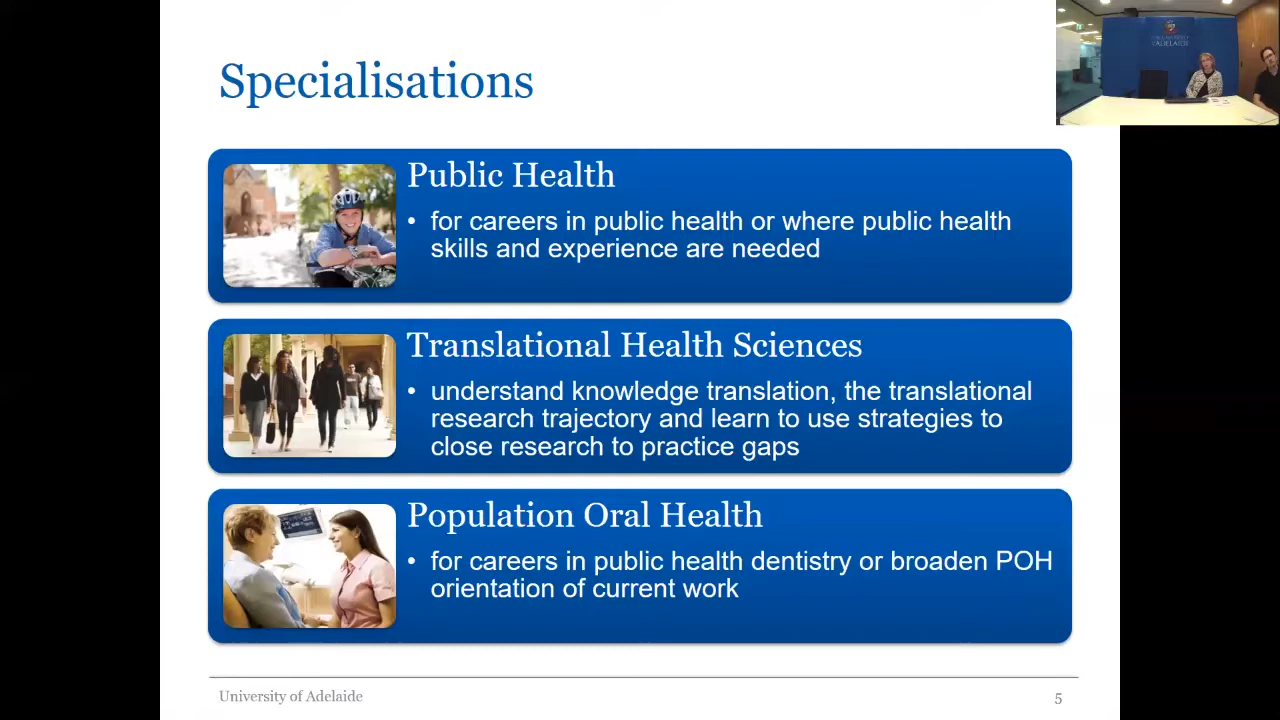 Specialisations
Public Health
• for careers in public health or where public health
skills and experience are needed
Translational Health Sciences
• understand knowledge translation, the translational
research trajectory and learn to use strategies to
close research to practice gaps
Population Oral Health
• for careers in public health dentistry or broaden POH
orientation of current work
University of Adelaide
5
ADELAIDE